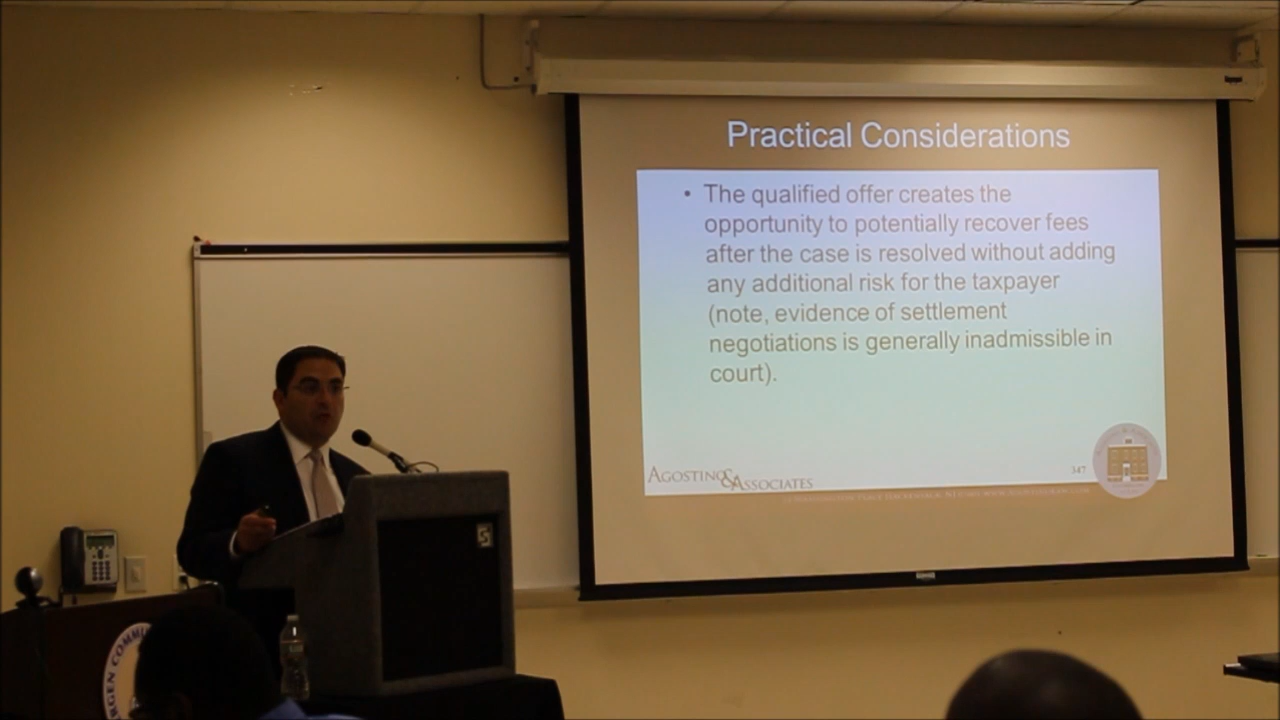 Practical Considerations
• The qualified offer creates the
opportunity to potentially recover fees
after the case is resolved without adding
any additional risk for the taxpayer
(note, evidence of settlement
negotiations is generally inadmissible in
court).
AGOSTINO & ASSOCIATES
347
RGEN COMMU